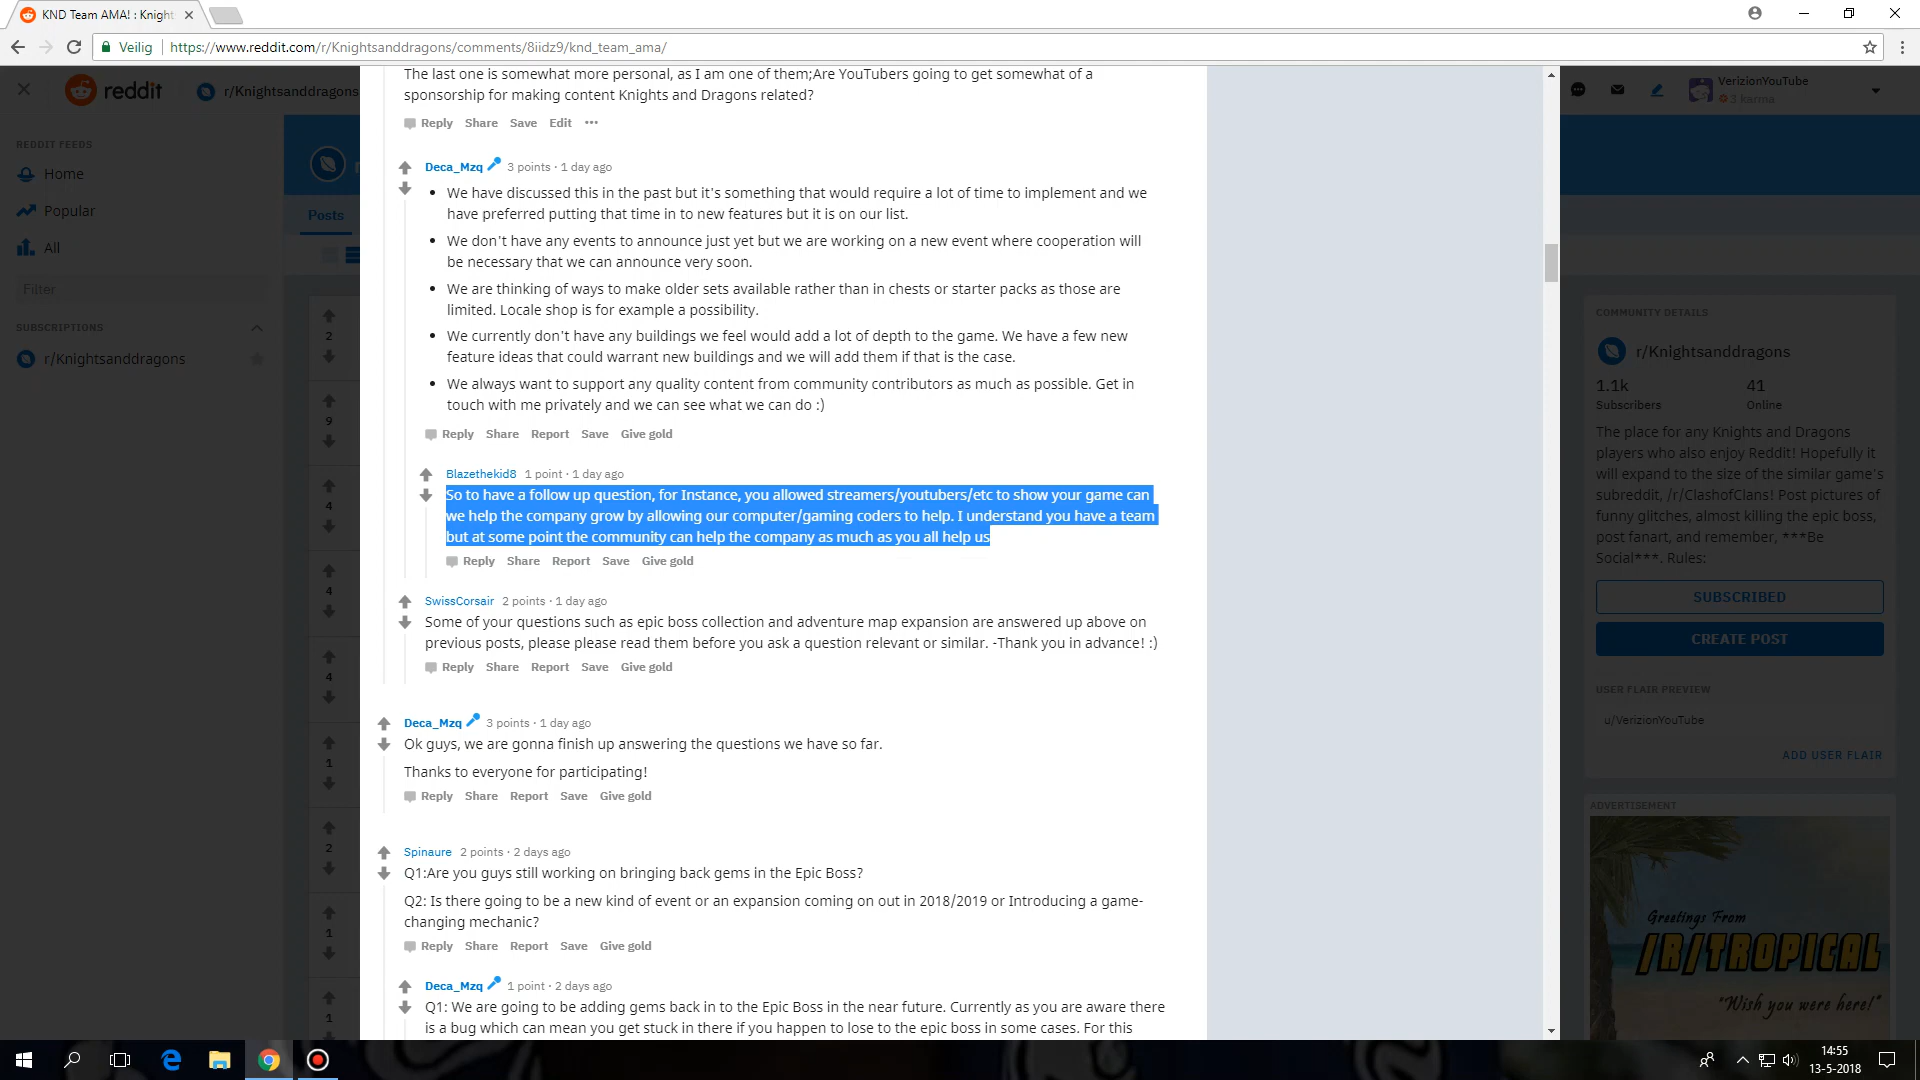 KND Team AMA! : Knight
Veilig
https://www.reddit.com/r/Knightsanddragons/comments/8iidz9/knd_team_ama/
reddit
r/Knightsanddragons
VerizionYouTube
3 karma
REDDIT FEEDS
Home
Popular
All
Filter
SUBSCRIPTIONS
r/Knightsanddragons
Posts
2
9
4
4
4
1
2
1
1
The last one is somewhat more personal, as I am one of them;Are YouTubers going to get somewhat of a
sponsorship for making content Knights and Dragons related?
Reply Share Save Edit
Deca_Mzq 3 points · 1 day ago
• We have discussed this in the past but it's something that would require a lot of time to implement and we
have preferred putting that time in to new features but it is on our list.
• We don't have any events to announce just yet but we are working on a new event where cooperation will
be necessary that we can announce very soon.
• We are thinking of ways to make older sets available rather than in chests or starter packs as those are
limited. Locale shop is for example a possibility.
• We currently don't have any buildings we feel would add a lot of depth to the game. We have a few new
feature ideas that could warrant new buildings and we will add them if that is the case.
• We always want to support any quality content from community contributors as much as possible. Get in
touch with me privately and we can see what we can do :)
Reply Share Report Save Give gold
Blazethekid8 1 point · 1 day ago
So to have a follow up question, for Instance, you allowed streamers/youtubers/etc to show your game can
we help the company grow by allowing our computer/gaming coders to help. I understand you have a team
but at some point the community can help the company as much as you all help us
Reply Share Report Save Give gold
SwissCorsair 2 points · 1 day ago
Some of your questions such as epic boss collection and adventure map expansion are answered up above on
previous posts, please please read them before you ask a question relevant or similar. -Thank you in advance! :)
Reply Share Report Save Give gold
Deca_Mzq 3 points · 1 day ago
Ok guys, we are gonna finish up answering the questions we have so far.
Thanks to everyone for participating!
Reply Share Report Save Give gold
Spinaure 2 points · 2 days ago
Q1:Are you guys still working on bringing back gems in the Epic Boss?
Q2: Is there going to be a new kind of event or an expansion coming on out in 2018/2019 or Introducing a game-
changing mechanic?
Reply Share Report Save Give gold
Deca_Mzq 1 point · 2 days ago
Q1: We are going to be adding gems back in to the Epic Boss in the near future. Currently as you are aware there
is a bug which can mean you get stuck in there if you happen to lose to the epic boss in some cases. For this
COMMUNITY DETAILS
r/Knightsanddragons
1.1k 41
Subscribers Online
The place for any Knights and Dragons
players who also enjoy Reddit! Hopefully it
will expand to the size of the similar game's
subreddit, /r/ClashofClans! Post pictures of
funny glitches, almost killing the epic boss,
post fanart, and remember, ***Be
Social***. Rules:
SUBSCRIBED
CREATE POST
USER FLAIR PREVIEW
u/VerizionYouTube
ADD USER FLAIR
ADVERTISEMENT
Greetings From
/R/TROPICAL
"Wish you were here!"
14:55
13-5-2018